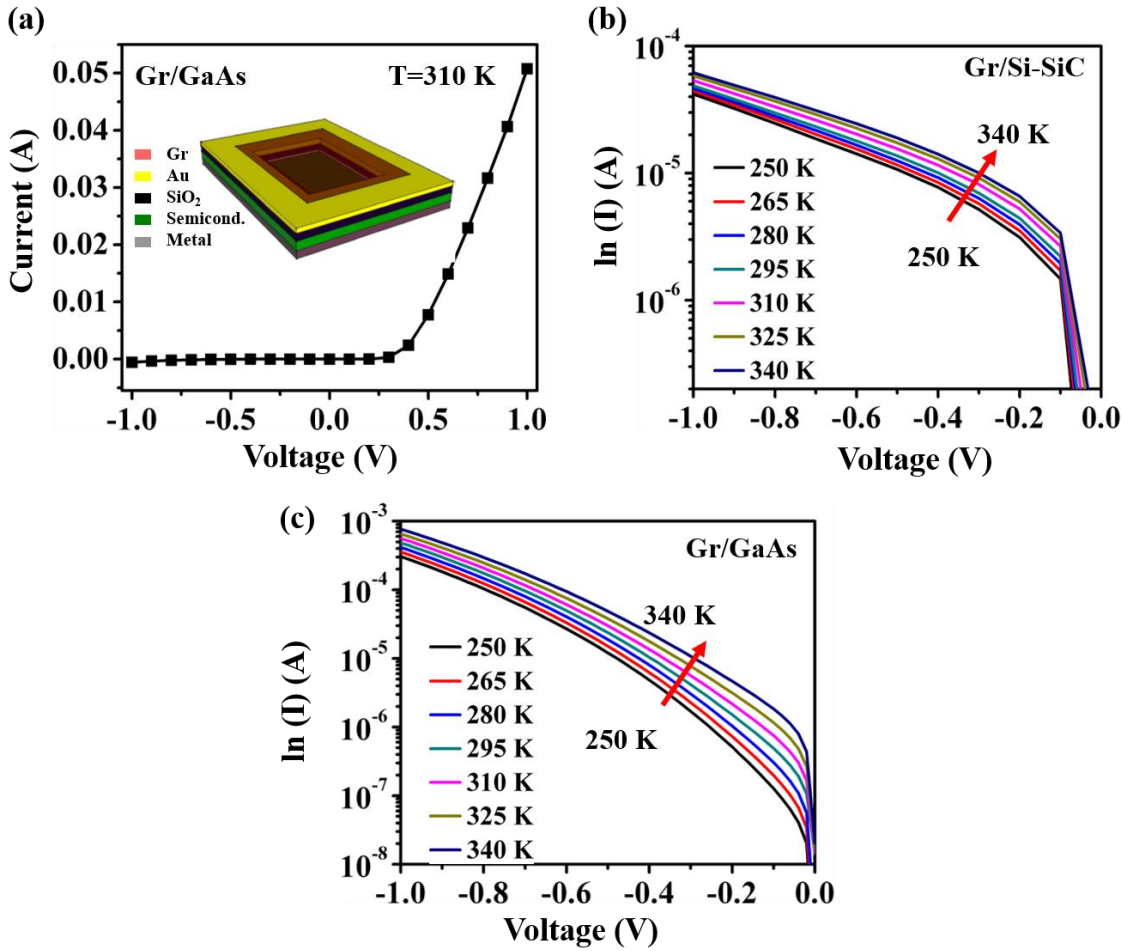 (a)
Gr/GaAs
T=310 K
Gr
Au
SiO₂
Semicond.
Metal
Current (A)
0.05
0.04
0.03
0.02
0.01
0.00
-1.0 -0.5 0.0 0.5 1.0
Voltage (V)
(b)
Gr/Si-SiC
340 K
250 K
250 K
265 K
280 K
295 K
310 K
325 K
340 K
ln (I) (A)
10⁻⁴
10⁻⁵
10⁻⁶
-1.0 -0.8 -0.6 -0.4 -0.2 0.0
Voltage (V)
(c)
Gr/GaAs
340 K
250 K
250 K
265 K
280 K
295 K
310 K
325 K
340 K
ln (I) (A)
10⁻³
10⁻⁴
10⁻⁵
10⁻⁶
10⁻⁷
10⁻⁸
-1.0 -0.8 -0.6 -0.4 -0.2 0.0
Voltage (V)